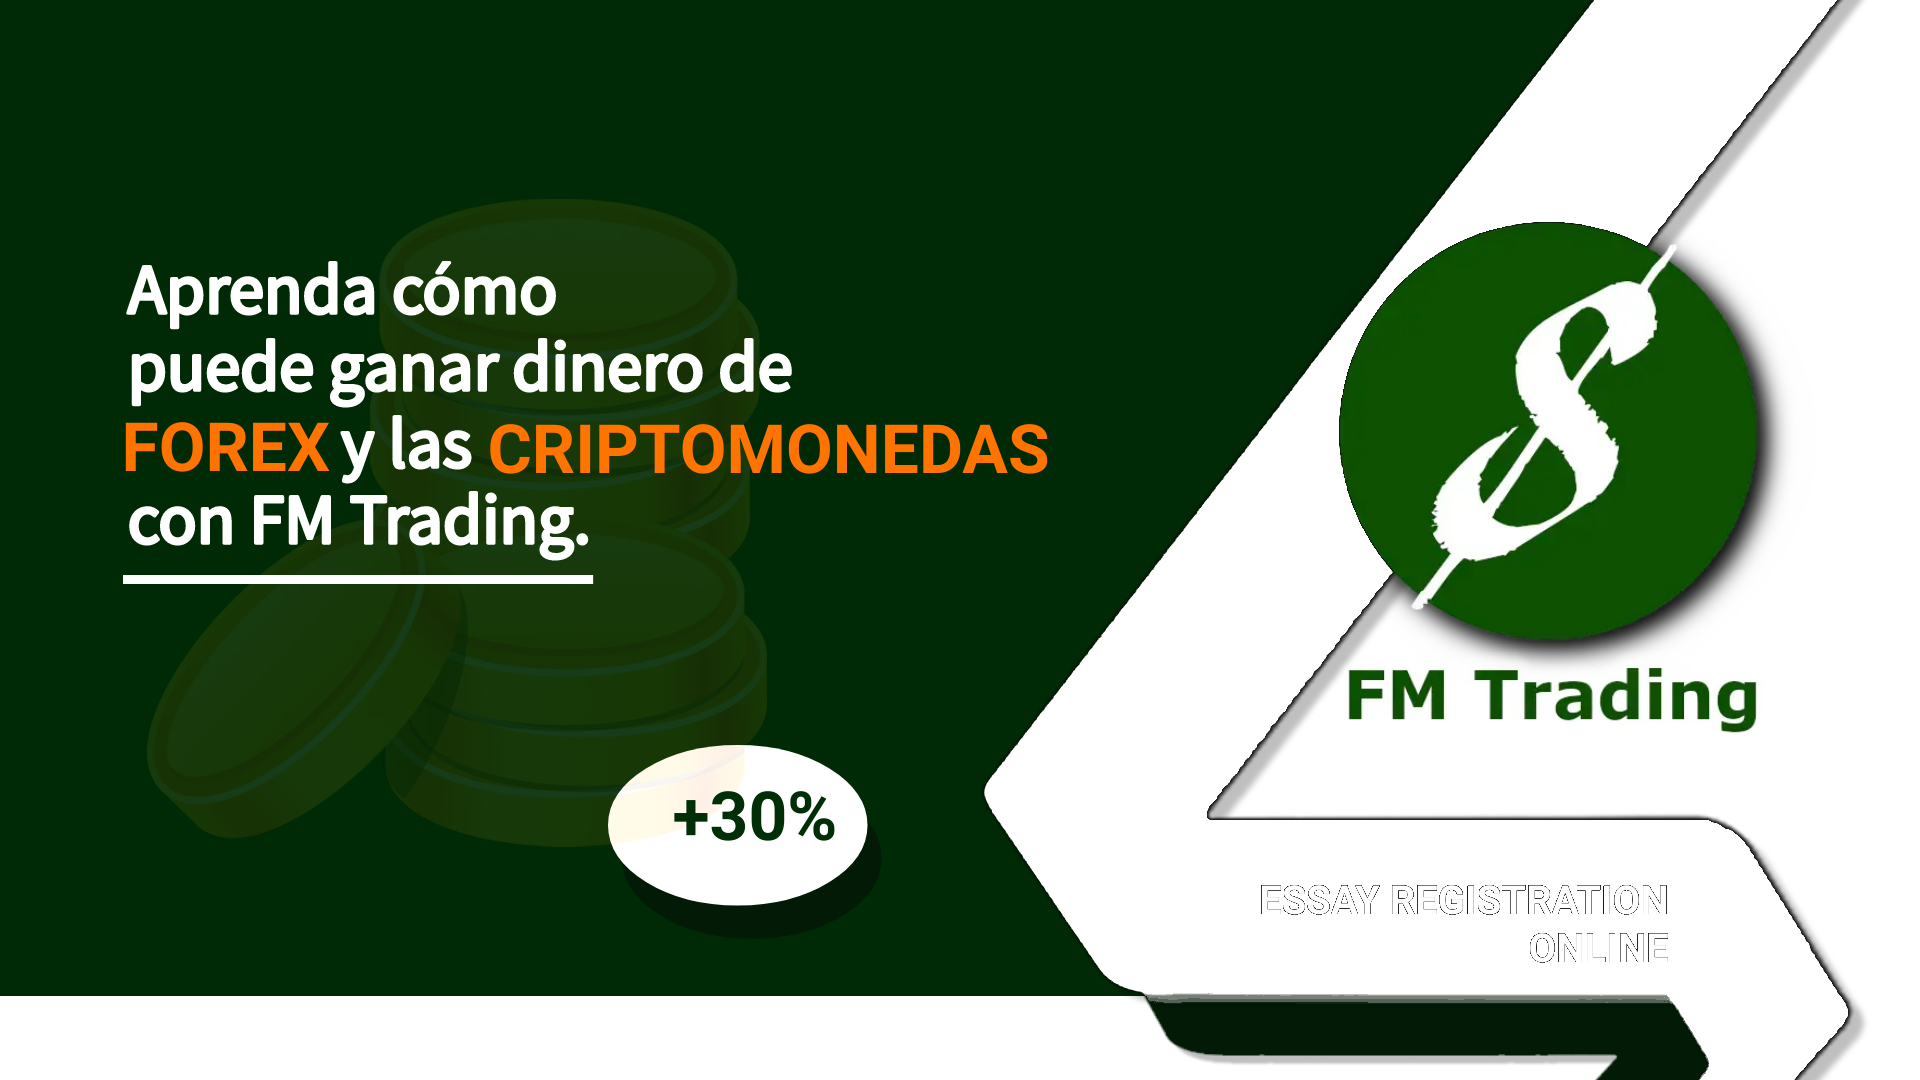 Aprenda cómo
puede ganar dinero de
FOREX y las CRIPTOMONEDAS
con FM Trading.
+30%
FM Trading
ESSAY REGISTRATION
ONLINE